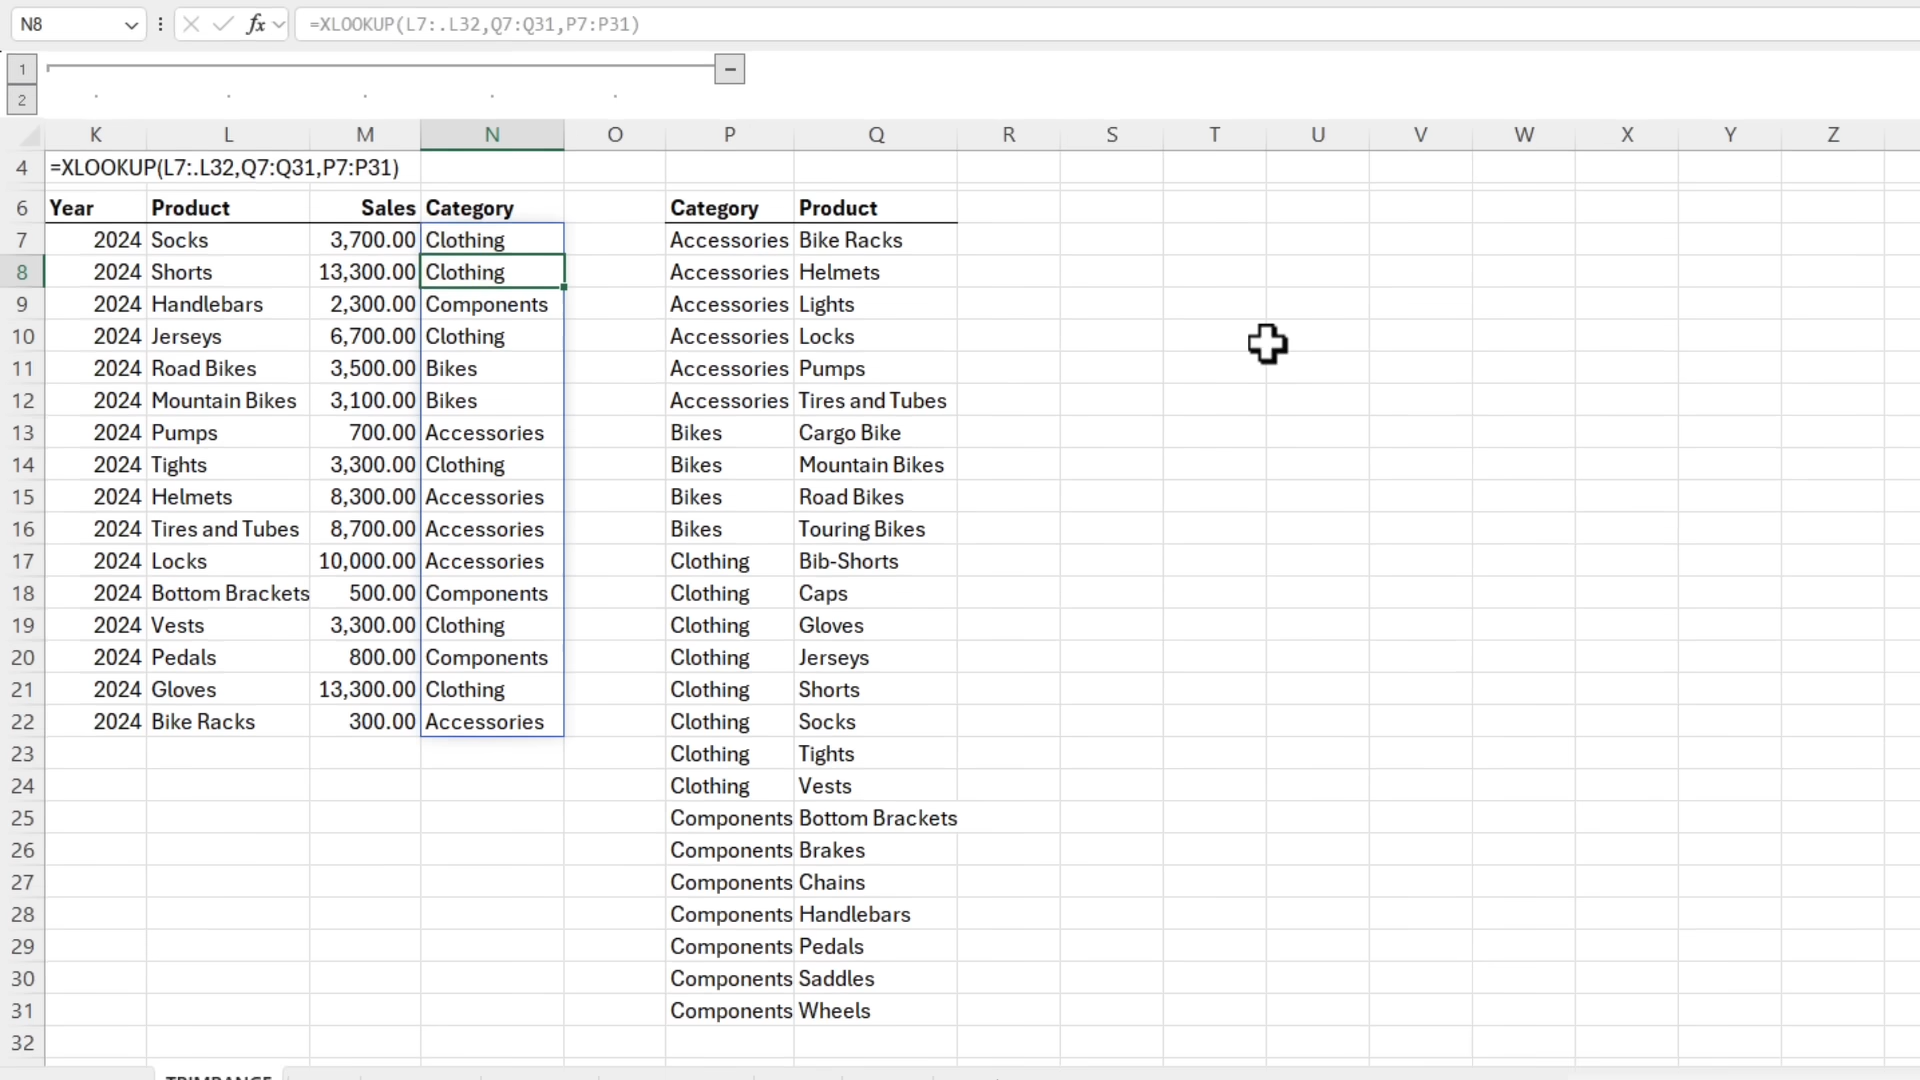 N8 fx =XLOOKUP(L7:.L32,Q7:Q31,P7:P31)
1
2
K L M N O P Q R S T U V W X Y Z
4 =XLOOKUP(L7:.L32,Q7:Q31,P7:P31)
6 Year Product Sales Category Category Product
7 2024 Socks 3,700.00 Clothing Accessories Bike Racks
8 2024 Shorts 13,300.00 Clothing Accessories Helmets
9 2024 Handlebars 2,300.00 Components Accessories Lights
10 2024 Jerseys 6,700.00 Clothing Accessories Locks
11 2024 Road Bikes 3,500.00 Bikes Accessories Pumps
12 2024 Mountain Bikes 3,100.00 Bikes Accessories Tires and Tubes
13 2024 Pumps 700.00 Accessories Bikes Cargo Bike
14 2024 Tights 3,300.00 Clothing Bikes Mountain Bikes
15 2024 Helmets 8,300.00 Accessories Bikes Road Bikes
16 2024 Tires and Tubes 8,700.00 Accessories Bikes Touring Bikes
17 2024 Locks 10,000.00 Accessories Clothing Bib-Shorts
18 2024 Bottom Brackets 500.00 Components Clothing Caps
19 2024 Vests 3,300.00 Clothing Clothing Gloves
20 2024 Pedals 800.00 Components Clothing Jerseys
21 2024 Gloves 13,300.00 Clothing Clothing Shorts
22 2024 Bike Racks 300.00 Accessories Clothing Socks
23 Clothing Tights
24 Clothing Vests
25 Components Bottom Brackets
26 Components Brakes
27 Components Chains
28 Components Handlebars
29 Components Pedals
30 Components Saddles
31 Components Wheels
32
TRIMRANGE